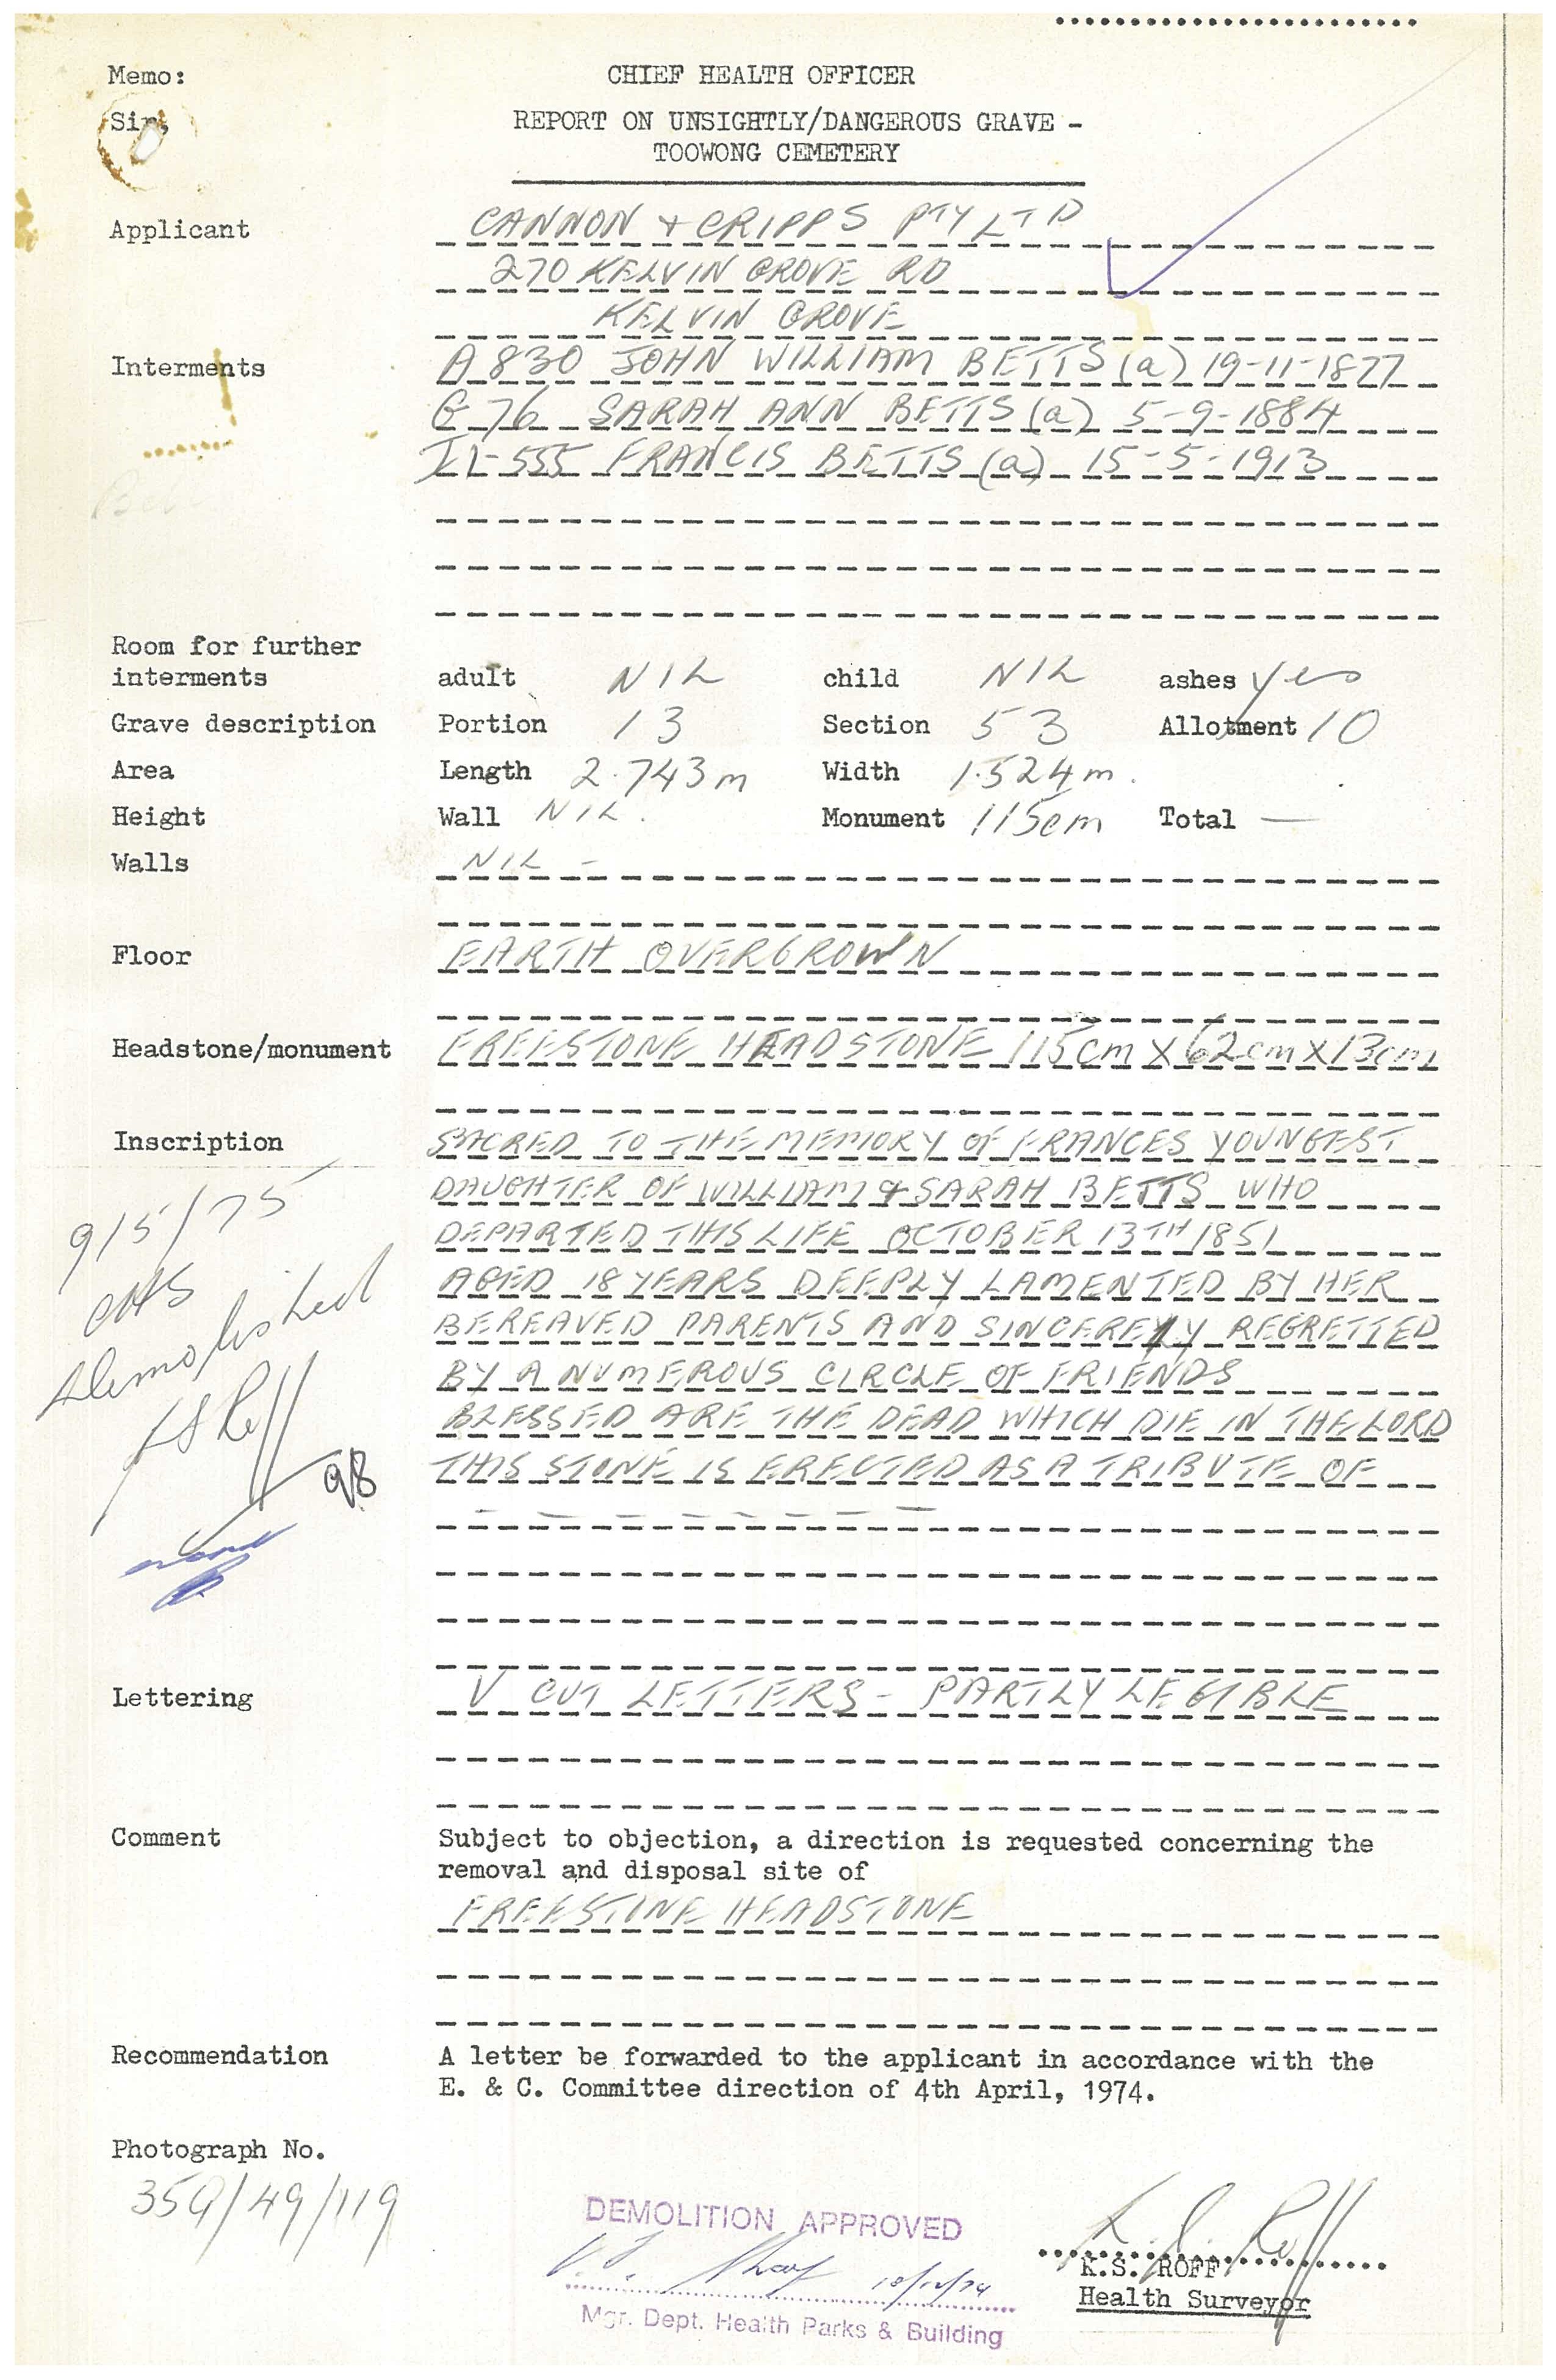 Memo: CHIEF HEALTH OFFICER
Sir, REPORT ON UNSIGHTLY/DANGEROUS GRAVE -
TOOWONG CEMETERY
Applicant CANNON + CRIPPS PTY LTD
270 KELVIN GROVE RD
KELVIN GROVE
Interments A 830 JOHN WILLIAM BETTS (a) 19-11-1877
G 76 SARAH ANN BETTS (a) 5-9-1884
FRANCIS BETTS (a) 15-5-1913
Room for further
interments adult NIL child NIL ashes yes
Grave description Portion 13 Section 53 Allotment 10
Area Length 2.743m Width 1.524m.
Height Wall NIL. Monument 115cm Total —
Walls NIL -
Floor EARTH OVERGROWN
Headstone/monument FREESTONE HEADSTONE 115cm X 62cm X 13cm
Inscription SACRED TO THE MEMORY OF FRANCES YOUNGEST
DAUGHTER OF WILLIAM & SARAH BETTS WHO
DEPARTED THIS LIFE OCTOBER 13TH 1851
AGED 18 YEARS DEEPLY LAMENTED BY HER
BEREAVED PARENTS AND SINCERELY REGRETTED
BY A NUMEROUS CIRCLE OF FRIENDS
BLESSED ARE THE DEAD WHICH DIE IN THE LORD
THIS STONE IS ERECTED AS A TRIBUTE OF
9/5/75
CHS
demolished
KS Roff
Lettering V CUT LETTERS - PARTLY LEGIBLE
Comment Subject to objection, a direction is requested concerning the
removal and disposal site of
FREESTONE HEADSTONE
Recommendation A letter be forwarded to the applicant in accordance with the
E. & C. Committee direction of 4th April, 1974.
Photograph No.
359/49/119
DEMOLITION APPROVED
K.S. Roff
K.S. ROFF
Health Surveyor
Mgr. Dept. Health Parks & Building